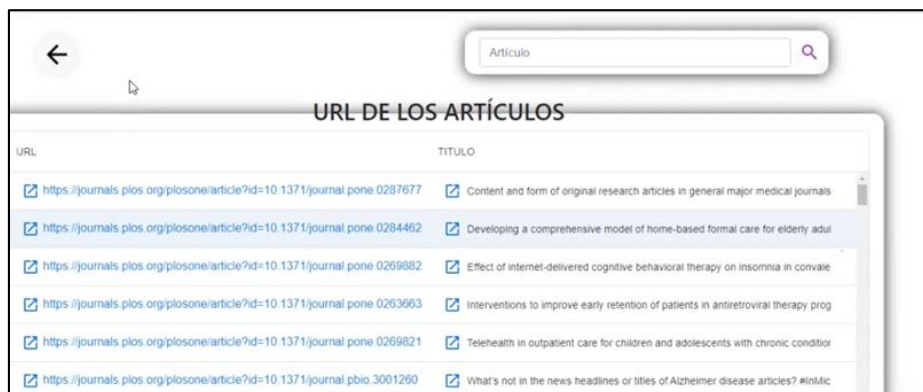 Artículo
URL DE LOS ARTÍCULOS
URL TITULO
https://journals.plos.org/plosone/article?id=10.1371/journal.pone.0287677 Content and form of original research articles in general major medical journals
https://journals.plos.org/plosone/article?id=10.1371/journal.pone.0284462 Developing a comprehensive model of home-based formal care for elderly adul
https://journals.plos.org/plosone/article?id=10.1371/journal.pone.0269882 Effect of internet-delivered cognitive behavioral therapy on insomnia in convale
https://journals.plos.org/plosone/article?id=10.1371/journal.pone.0263663 Interventions to improve early retention of patients in antiretroviral therapy prog
https://journals.plos.org/plosone/article?id=10.1371/journal.pone.0269821 Telehealth in outpatient care for children and adolescents with chronic condition
https://journals.plos.org/plosone/article?id=10.1371/journal.pbio.3001260 What's not in the news headlines or titles of Alzheimer disease articles? #InMic